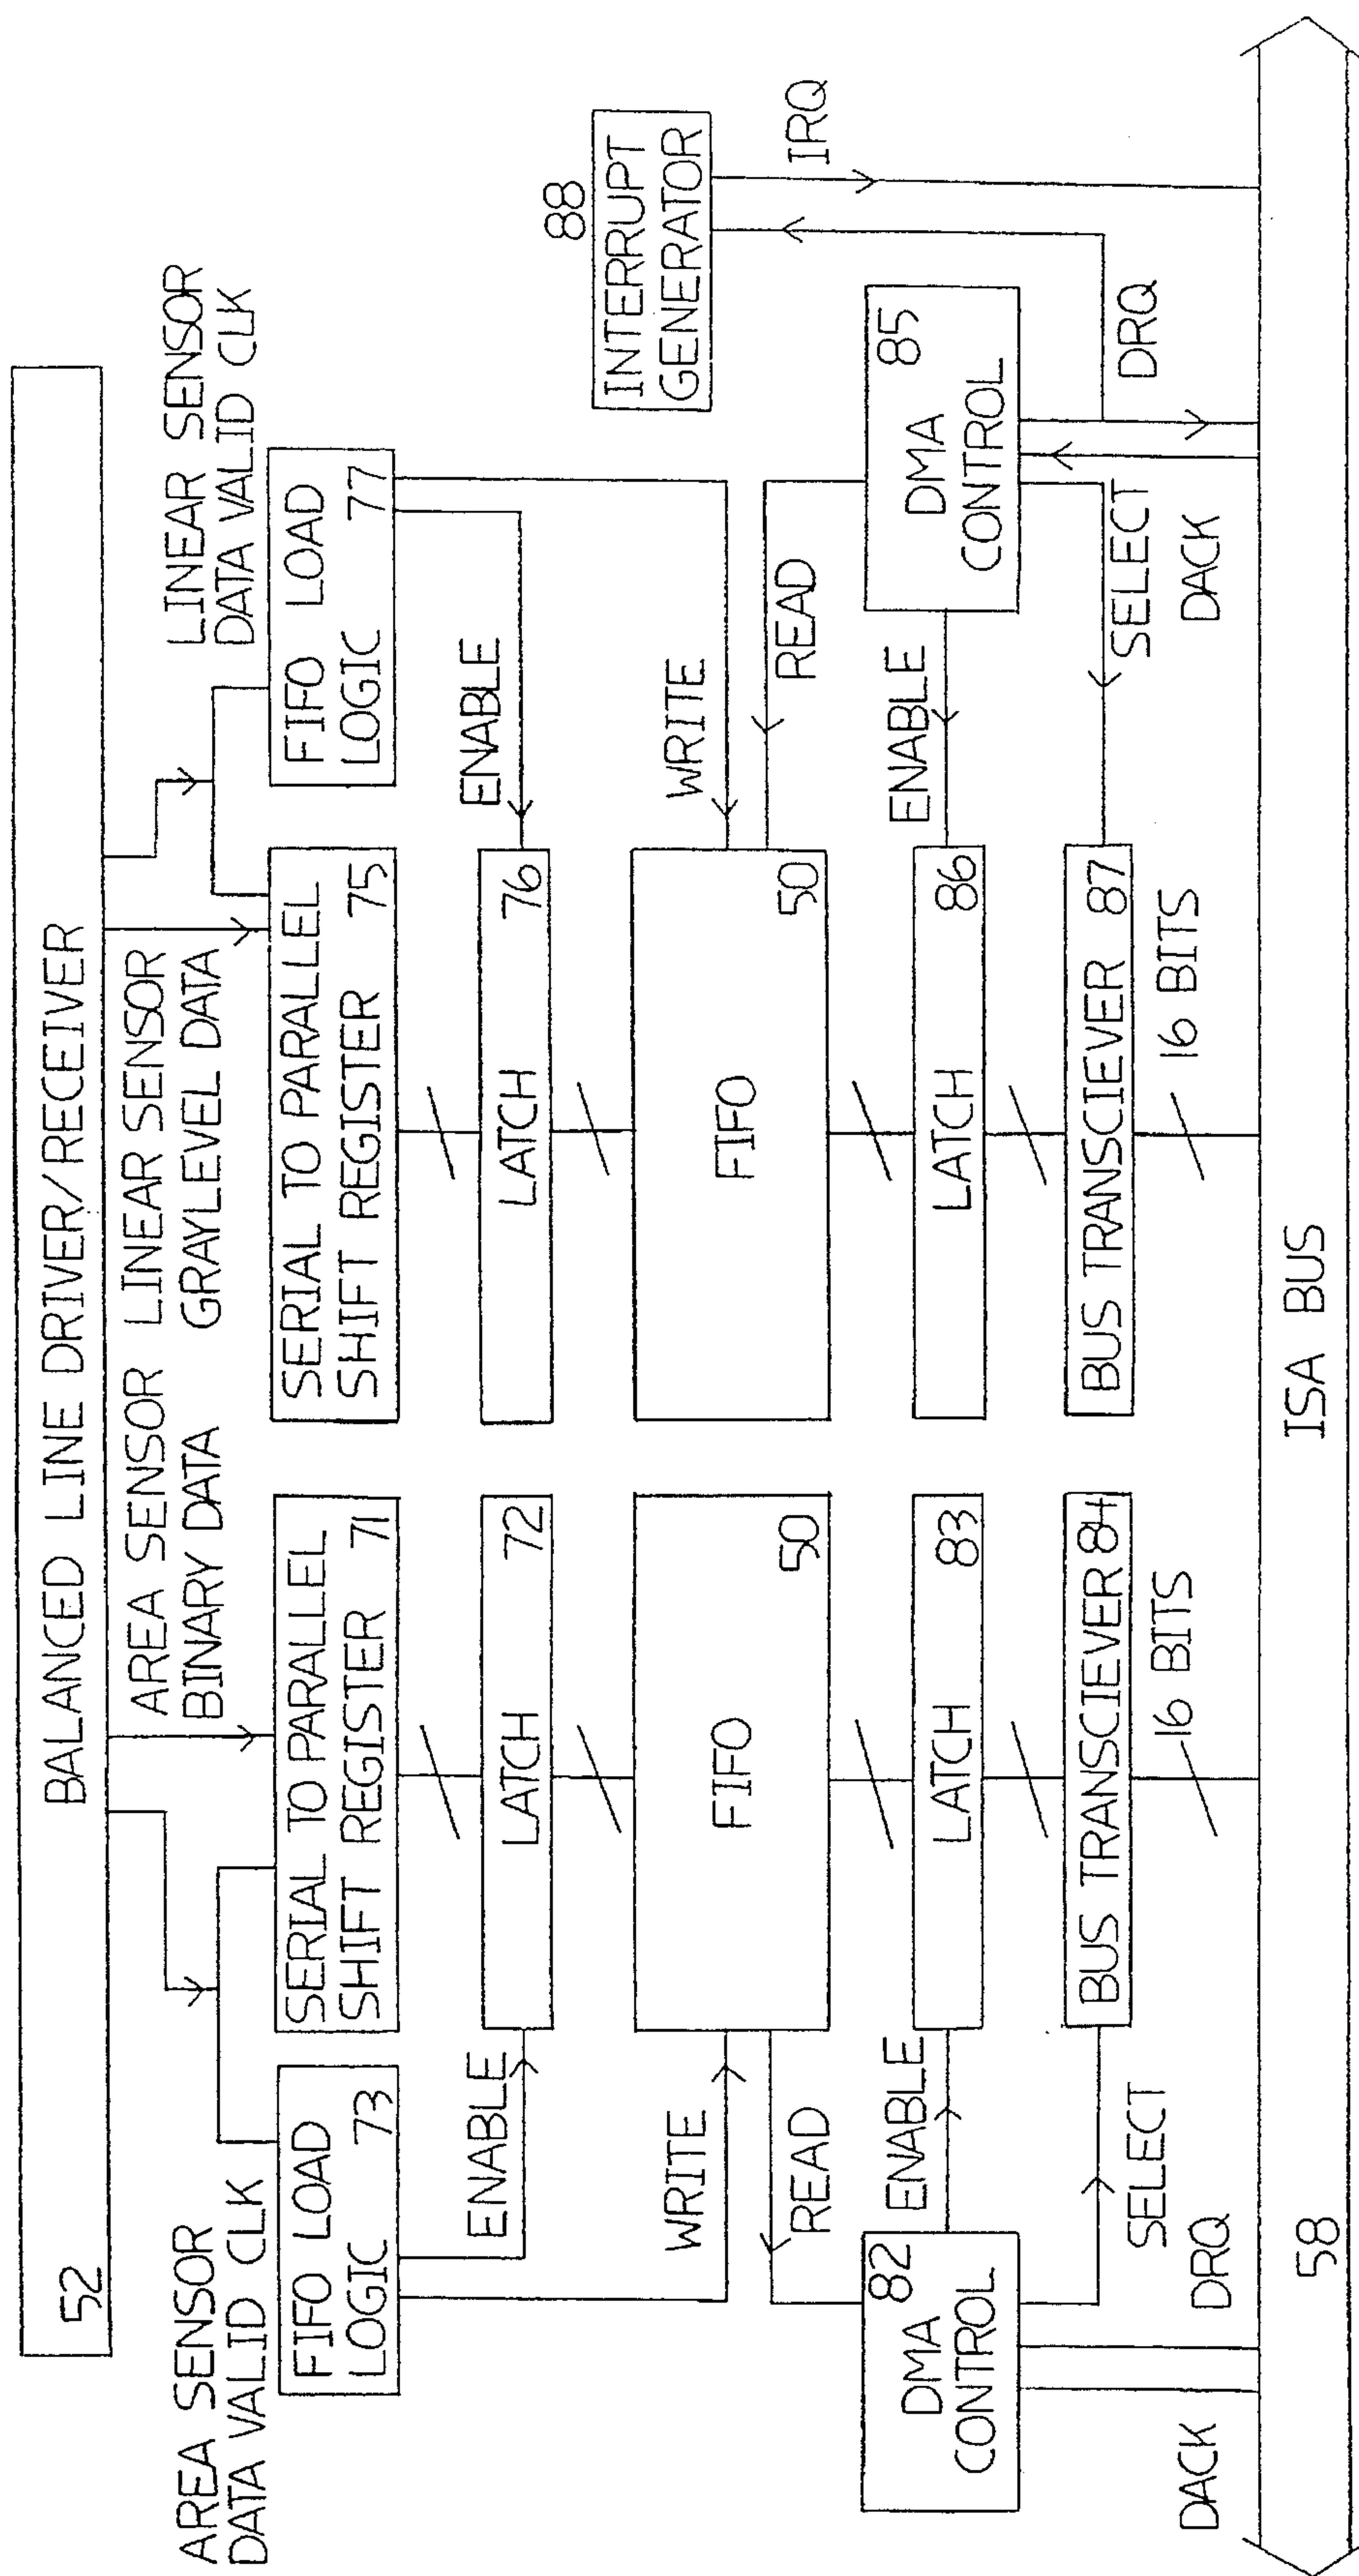 52
BALANCED LINE DRIVER/RECEIVER
AREA SENSOR
DATA VALID CLK
AREA SENSOR
BINARY DATA
LINEAR SENSOR
GRAYLEVEL DATA
LINEAR SENSOR
DATA VALID CLK
FIFO LOAD
LOGIC 73
SERIAL TO PARALLEL
SHIFT REGISTER 71
SERIAL TO PARALLEL
SHIFT REGISTER 75
FIFO LOAD
LOGIC 77
ENABLE
LATCH 72
LATCH 76
ENABLE
88
INTERRUPT
GENERATOR
WRITE
FIFO
50
FIFO
50
WRITE
READ
READ
IRQ
82
DMA
CONTROL
ENABLE
LATCH 83
LATCH 86
ENABLE
85
DMA
CONTROL
SELECT
BUS TRANSCIEVER 84
BUS TRANSCIEVER 87
SELECT
DRQ
DACK
DRQ
16 BITS
16 BITS
DACK
58
ISA BUS